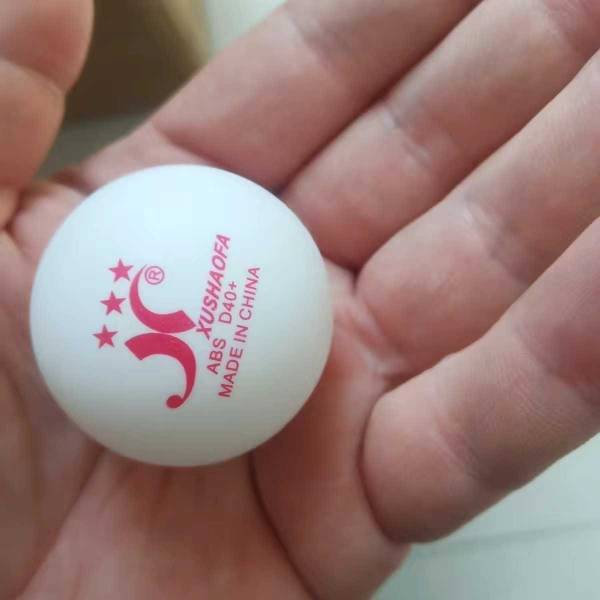 ®
XUSHAOFA
ABS D40+
MADE IN CHINA